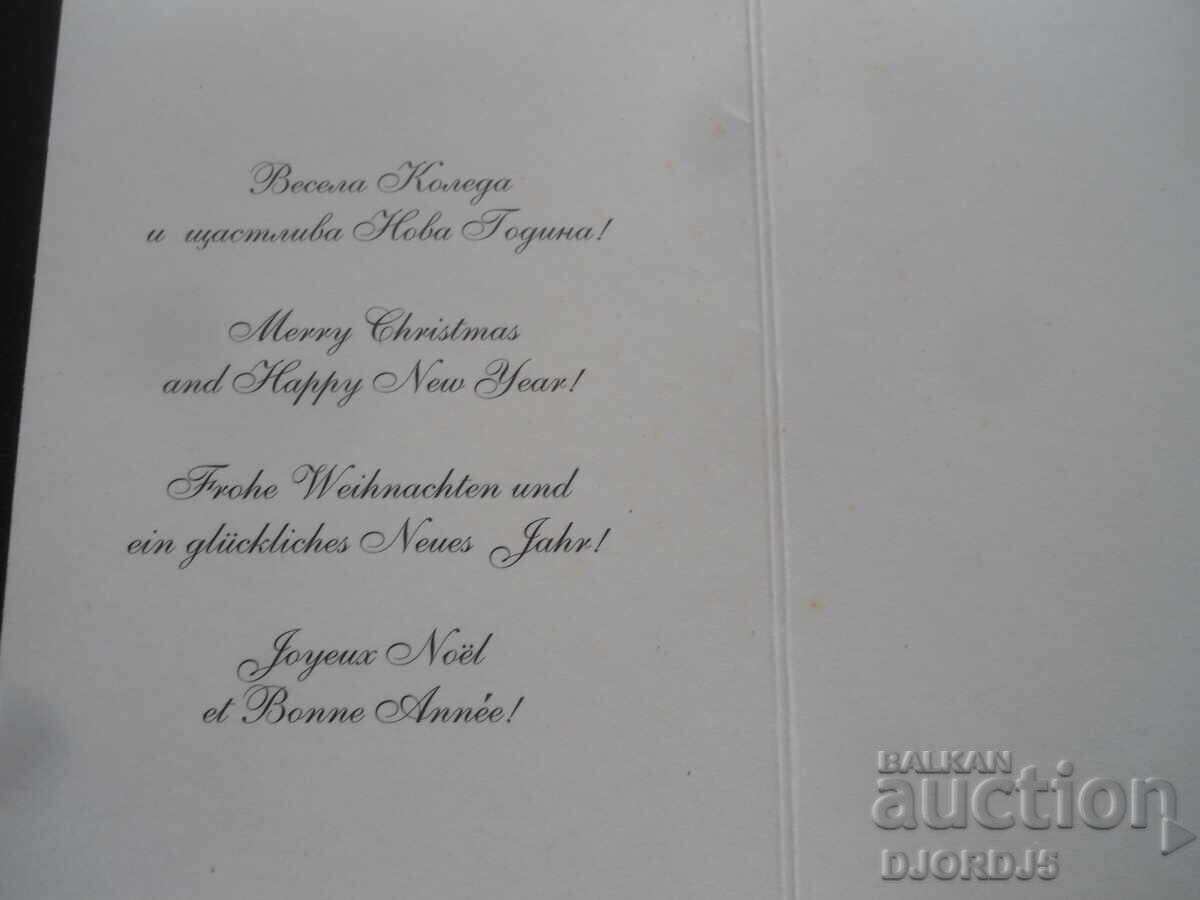 Весела Коледа
и щастлива Нова Година!
Merry Christmas
and Happy New Year!
Frohe Weihnachten und
ein glückliches Neues Jahr!
Joyeux Noël
et Bonne Année!
BALKAN
auction
DJORDJ5